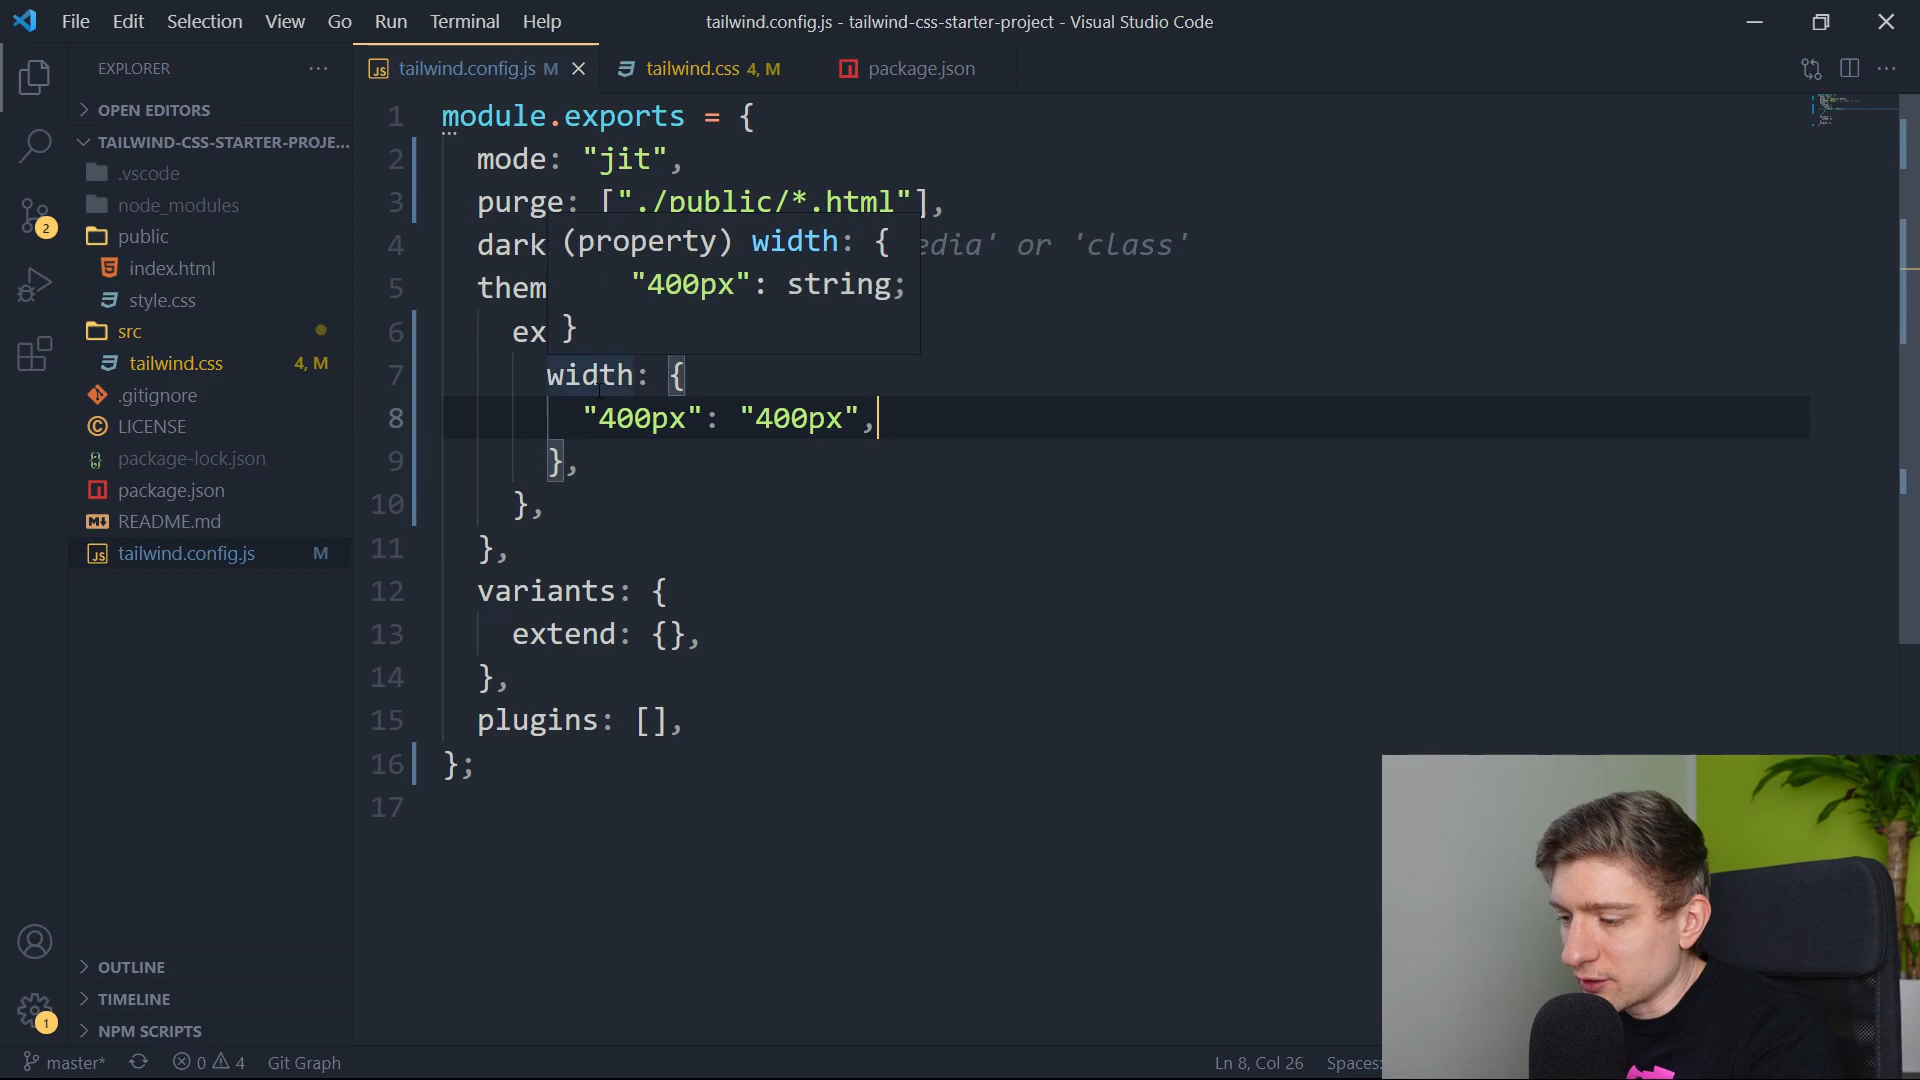 File Edit Selection View Go Run Terminal Help
tailwind.config.js - tailwind-css-starter-project - Visual Studio Code
EXPLORER
OPEN EDITORS
TAILWIND-CSS-STARTER-PROJE...
.vscode
node_modules
public
index.html
style.css
src
tailwind.css 4, M
.gitignore
LICENSE
package-lock.json
package.json
README.md
tailwind.config.js M
OUTLINE
TIMELINE
NPM SCRIPTS
2
1
JS tailwind.config.js M
tailwind.css 4, M
package.json
1 module.exports = {
2 mode: "jit",
3 purge: ["./public/*.html"],
4 dark edia' or 'class'
5 them
6 ex
(property) width: {
"400px": string;
}
7 width: {
8 "400px": "400px",
9 },
10 },
11 },
12 variants: {
13 extend: {},
14 },
15 plugins: [],
16 };
17
master* 0 4 Git Graph
Ln 8, Col 26 Spaces: